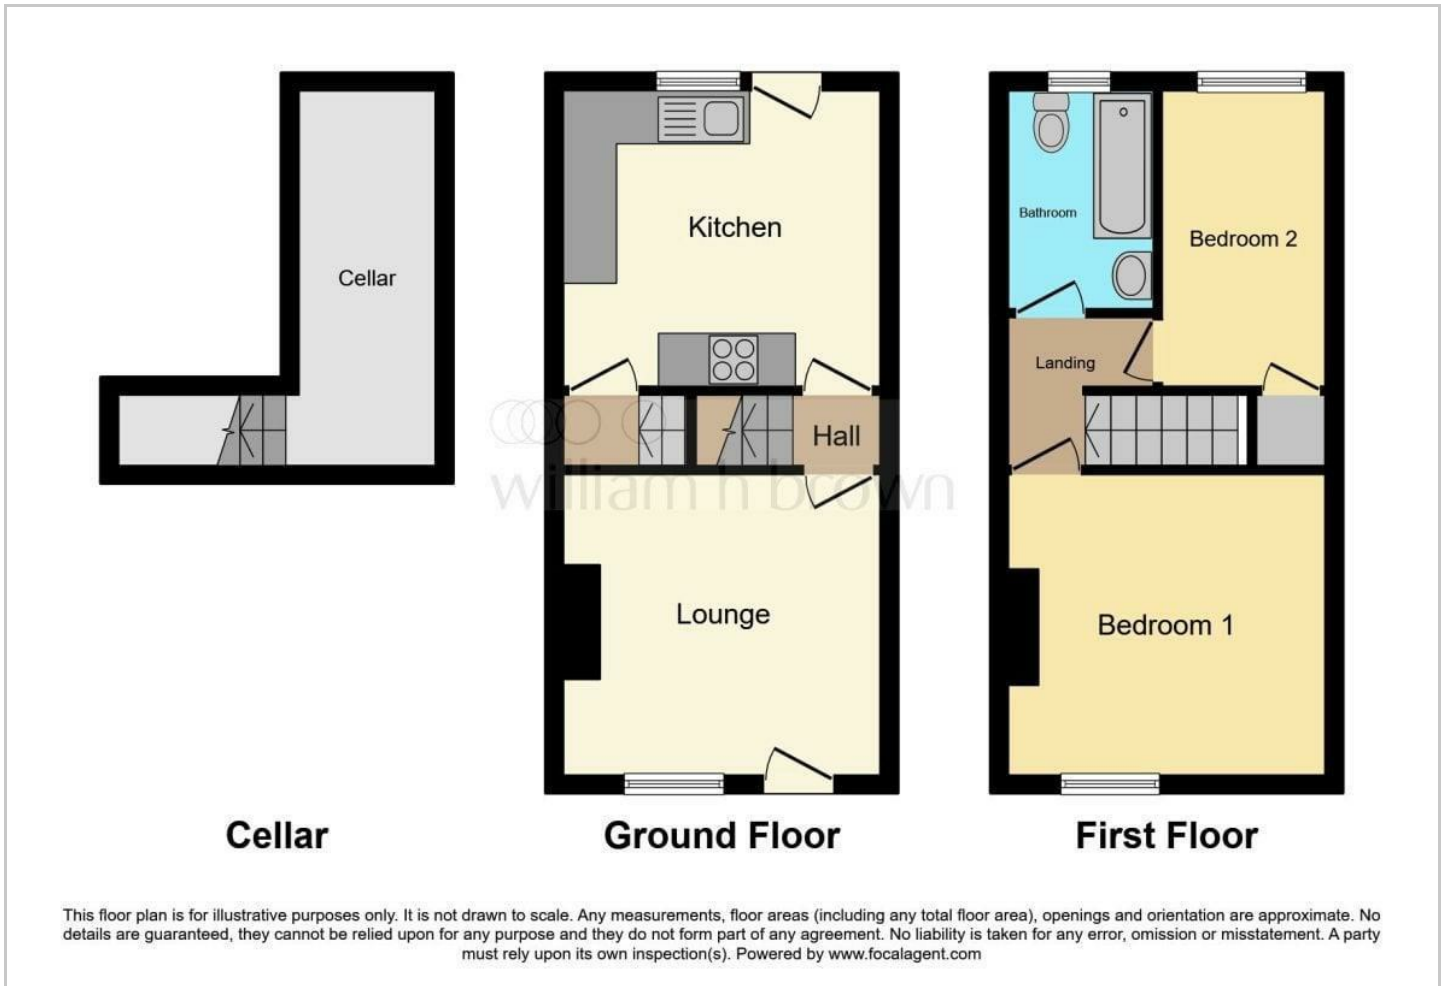 Cellar
Kitchen
Hall
Lounge
Bathroom
Bedroom 2
Landing
Bedroom 1
william h brown
Cellar
Ground Floor
First Floor
This floor plan is for illustrative purposes only. It is not drawn to scale. Any measurements, floor areas (including any total floor area), openings and orientation are approximate. No
details are guaranteed, they cannot be relied upon for any purpose and they do not form part of any agreement. No liability is taken for any error, omission or misstatement. A party
must rely upon its own inspection(s). Powered by www.focalagent.com